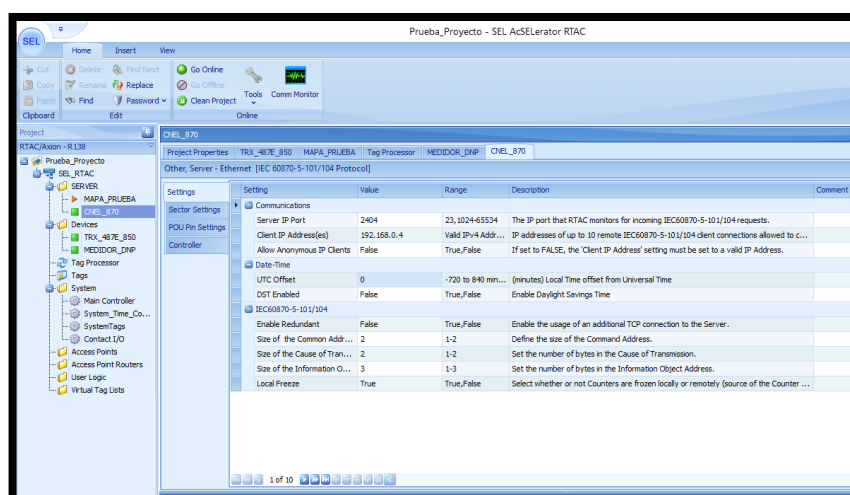 Prueba_Proyecto - SEL AcSELerator RTAC
SEL
Home Insert View
Cut Delete Find Next Go Online
Copy Rename Replace Go Offline
Paste Find Password Clean Project Tools Comm Monitor
Clipboard Edit Online
Project CNEL_870
RTAC/Axion - R138
Project Properties TRX_487E_850 MAPA_PRUEBA Tag Processor MEDIDOR_DNP CNEL_870
Prueba_Proyecto
SEL_RTAC
SERVER
MAPA_PRUEBA
CNEL_870
Devices
TRX_487E_850
MEDIDOR_DNP
Tag Processor
Tags
System
Main Controller
System_Time_Co...
SystemTags
Contact I/O
Access Points
Access Point Routers
User Logic
Virtual Tag Lists
Other, Server - Ethernet [IEC 60870-5-101/104 Protocol]
Settings
Sector Settings
POU Pin Settings
Controller
Setting Value Range Description Comment
Communications
Server IP Port 2404 23,1024-65534 The IP port that RTAC monitors for incoming IEC60870-5-101/104 requests.
Client IP Address(es) 192.168.0.4 Valid IPv4 Addr... IP addresses of up to 10 remote IEC60870-5-101/104 client connections allowed to c...
Allow Anonymous IP Clients False True,False If set to FALSE, the 'Client IP Address' setting must be set to a valid IP Address.
Date-Time
UTC Offset 0 -720 to 840 min... (minutes) Local Time offset from Universal Time
DST Enabled False True,False Enable Daylight Savings Time
IEC60870-5-101/104
Enable Redundant False True,False Enable the usage of an additional TCP connection to the Server.
Size of the Common Addr... 2 1-2 Define the size of the Command Address.
Size of the Cause of Tran... 2 1-2 Set the number of bytes in the Cause of Transmission.
Size of the Information O... 3 1-3 Set the number of bytes in the Information Object Address.
Local Freeze True True,False Select whether or not Counters are frozen locally or remotely (source of the Counter ...
1 of 10